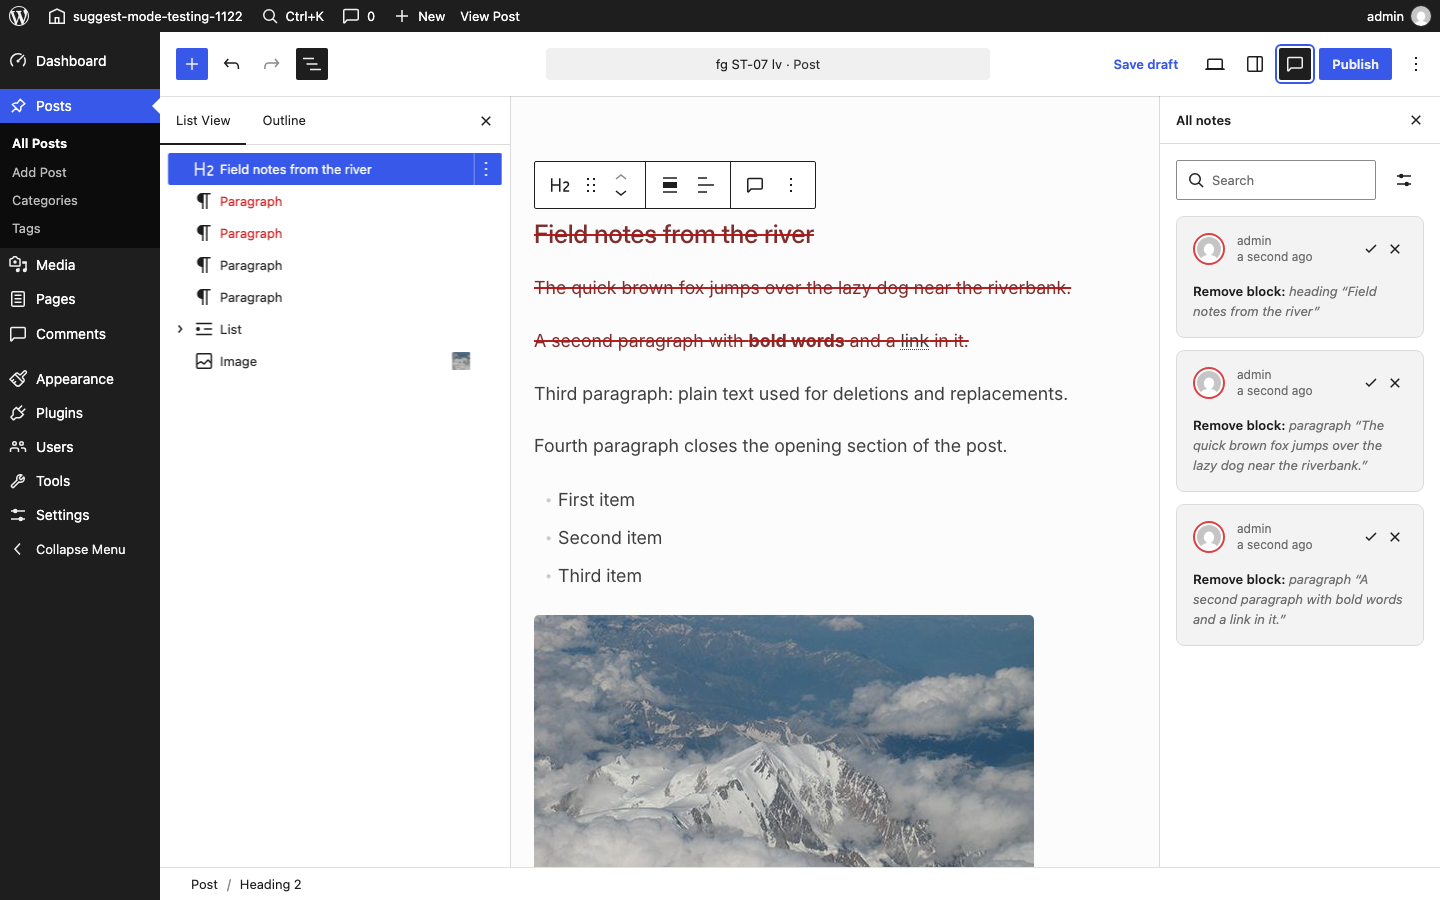 suggest-mode-testing-1122
Ctrl+K
0
New
View Post
admin
Dashboard
Posts
All Posts
Add Post
Categories
Tags
Media
Pages
Comments
Appearance
Plugins
Users
Tools
Settings
Collapse Menu
fg ST-07 lv · Post
Save draft
Publish
List View
Outline
H2 Field notes from the river
Paragraph
Paragraph
Paragraph
Paragraph
List
Image
H2
Field notes from the river
The quick brown fox jumps over the lazy dog near the riverbank.
A second paragraph with bold words and a link in it.
Third paragraph: plain text used for deletions and replacements.
Fourth paragraph closes the opening section of the post.
• First item
• Second item
• Third item
All notes
Search
admin
a second ago
Remove block: heading “Field
notes from the river”
admin
a second ago
Remove block: paragraph “The
quick brown fox jumps over the
lazy dog near the riverbank.”
admin
a second ago
Remove block: paragraph “A
second paragraph with bold words
and a link in it.”
Post / Heading 2